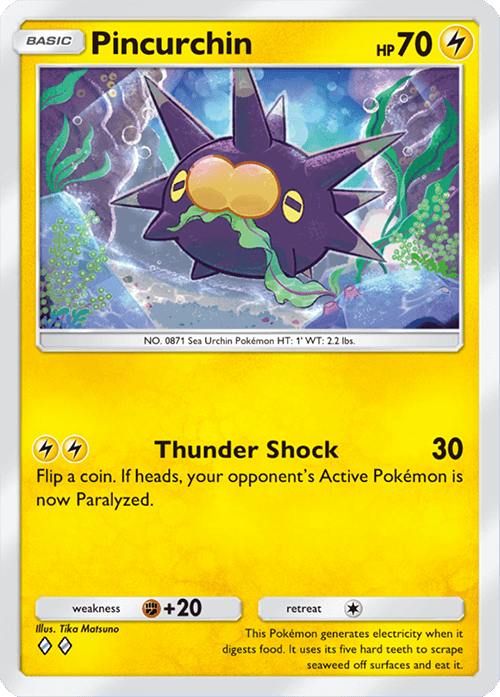 BASIC Pincurchin HP 70
NO. 0871 Sea Urchin Pokémon HT: 1' WT: 2.2 lbs.
Thunder Shock 30
Flip a coin. If heads, your opponent's Active Pokémon is
now Paralyzed.
weakness +20 retreat
Illus. Tika Matsuno
This Pokémon generates electricity when it
digests food. It uses its five hard teeth to scrape
seaweed off surfaces and eat it.